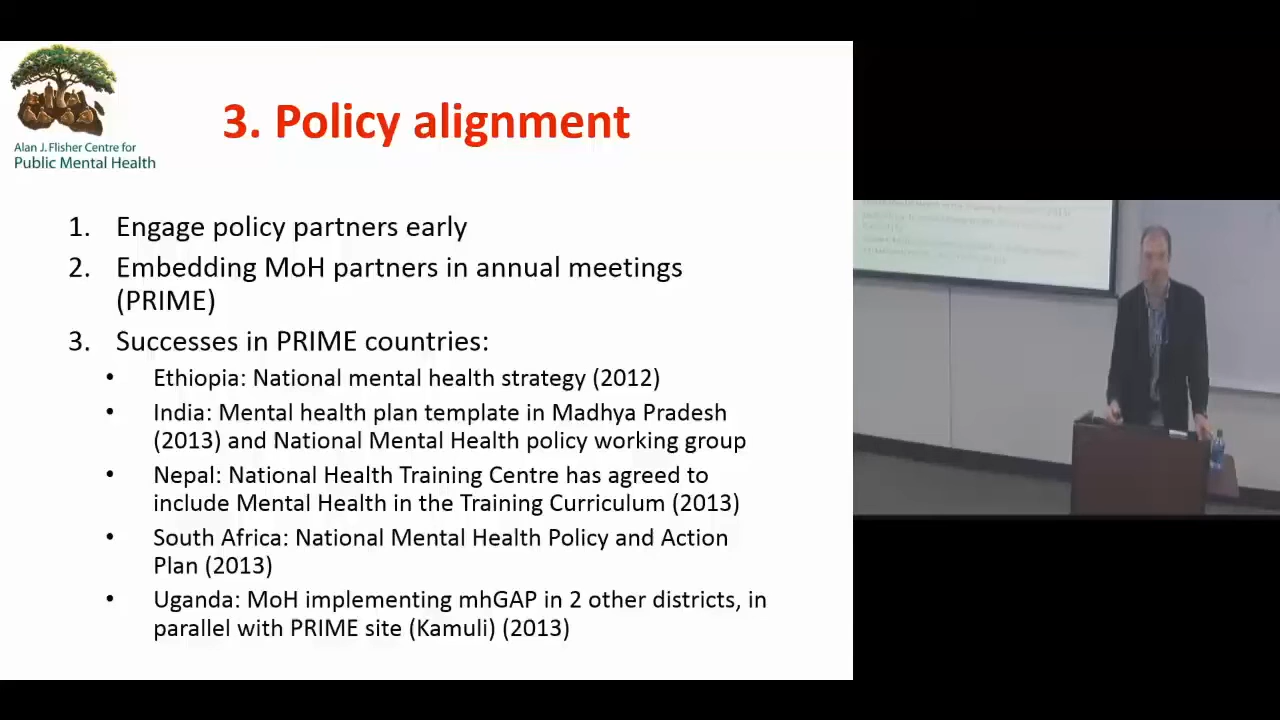 Alan J. Flisher Centre for
Public Mental Health
3. Policy alignment
1. Engage policy partners early
2. Embedding MoH partners in annual meetings
(PRIME)
3. Successes in PRIME countries:
• Ethiopia: National mental health strategy (2012)
• India: Mental health plan template in Madhya Pradesh
(2013) and National Mental Health policy working group
• Nepal: National Health Training Centre has agreed to
include Mental Health in the Training Curriculum (2013)
• South Africa: National Mental Health Policy and Action
Plan (2013)
• Uganda: MoH implementing mhGAP in 2 other districts, in
parallel with PRIME site (Kamuli) (2013)